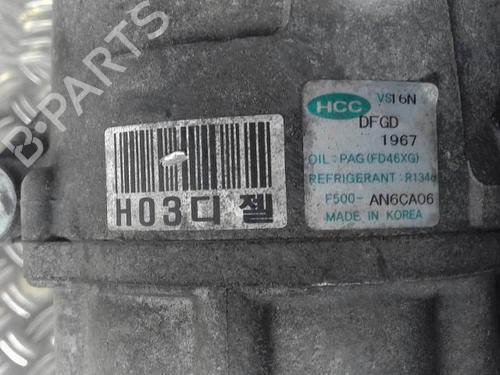 B-PARTS
HCC VS16N
DFGD
1967
OIL : PAG (FD46XG)
REFRIGERANT : R134a
F500- AN6CA06
MADE IN KOREA
H03디젤